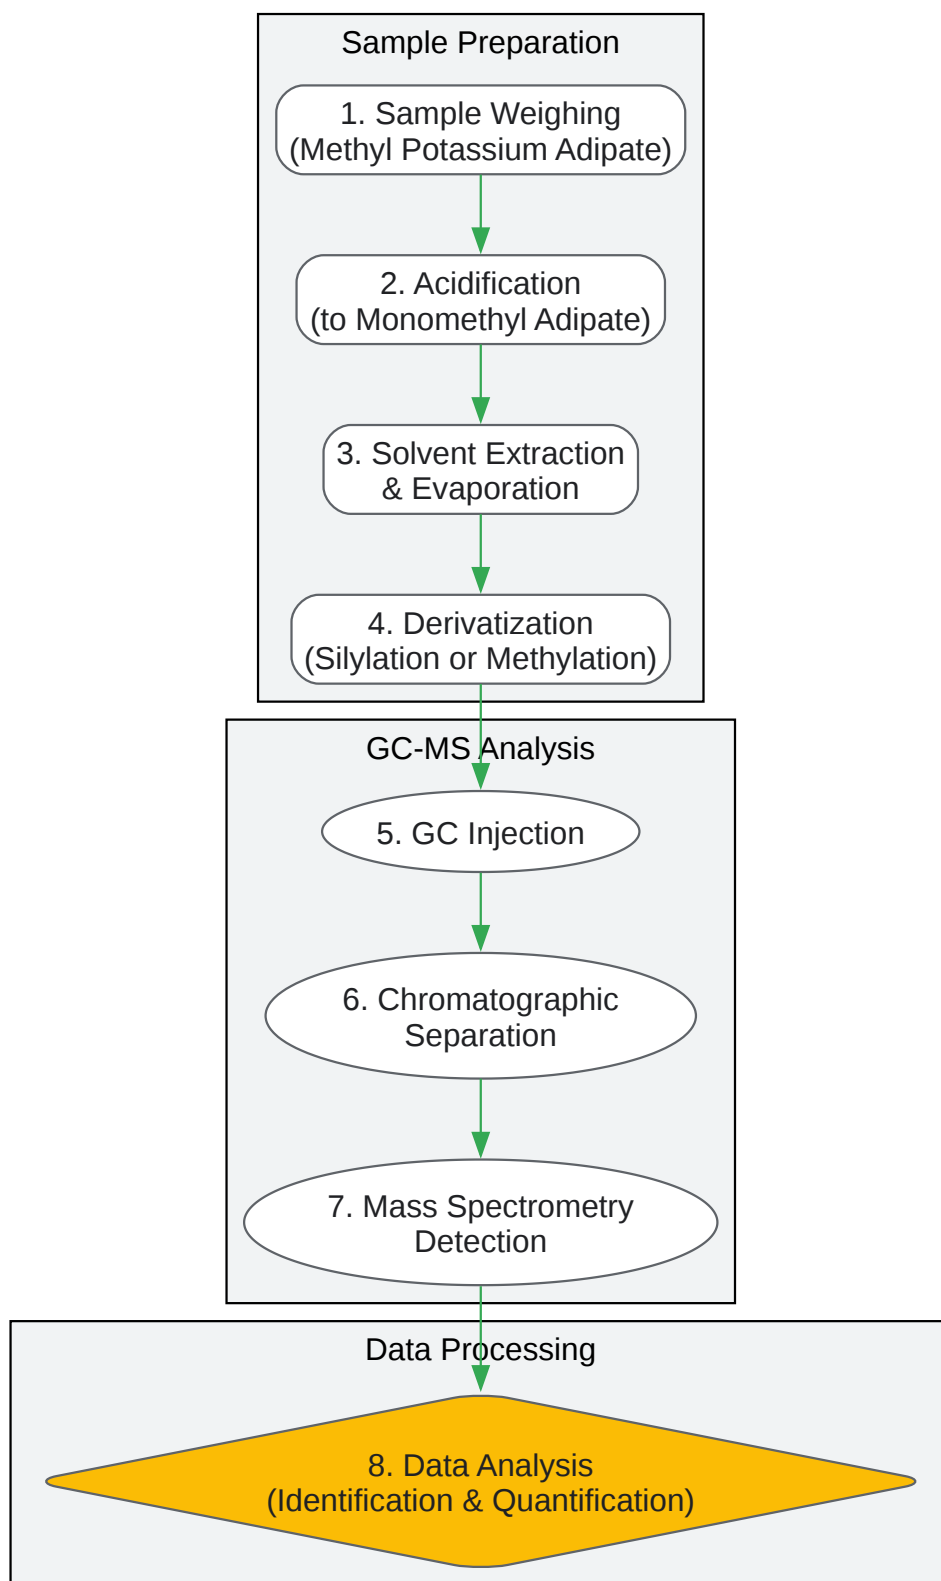 Sample Preparation
1. Sample Weighing
(Methyl Potassium Adipate)
2. Acidification
(to Monomethyl Adipate)
3. Solvent Extraction
& Evaporation
4. Derivatization
(Silylation or Methylation)
GC-MS Analysis
5. GC Injection
6. Chromatographic
Separation
7. Mass Spectrometry
Detection
Data Processing
8. Data Analysis
(Identification & Quantification)